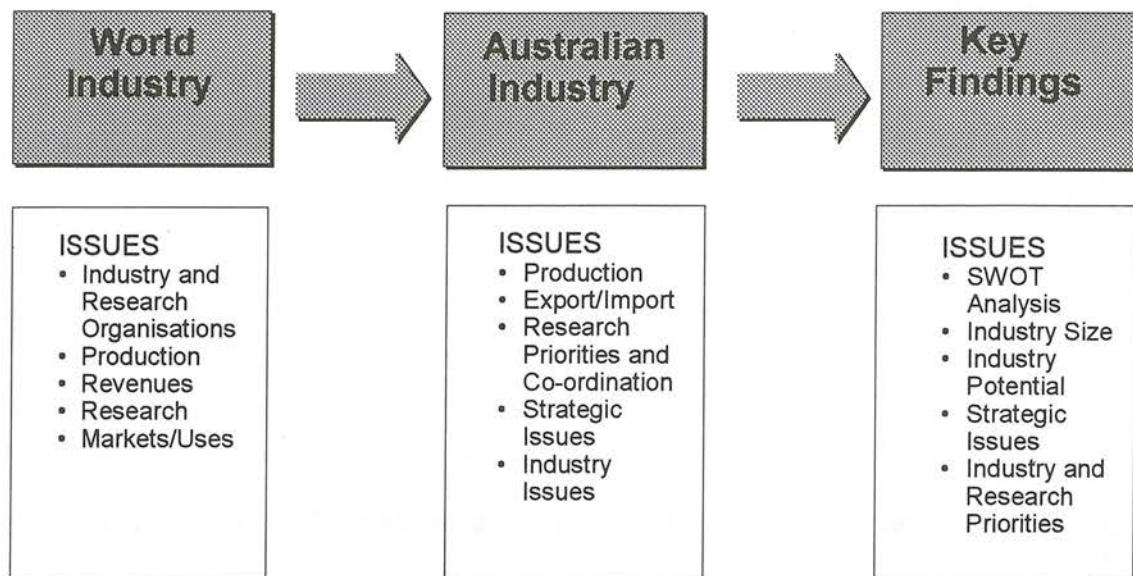 World
Industry
Australian
Industry
Key
Findings
ISSUES
• Industry and
Research
Organisations
• Production
• Revenues
• Research
• Markets/Uses
ISSUES
• Production
• Export/Import
• Research
Priorities and
Co-ordination
• Strategic
Issues
• Industry
Issues
ISSUES
• SWOT
Analysis
• Industry Size
• Industry
Potential
• Strategic
Issues
• Industry and
Research
Priorities